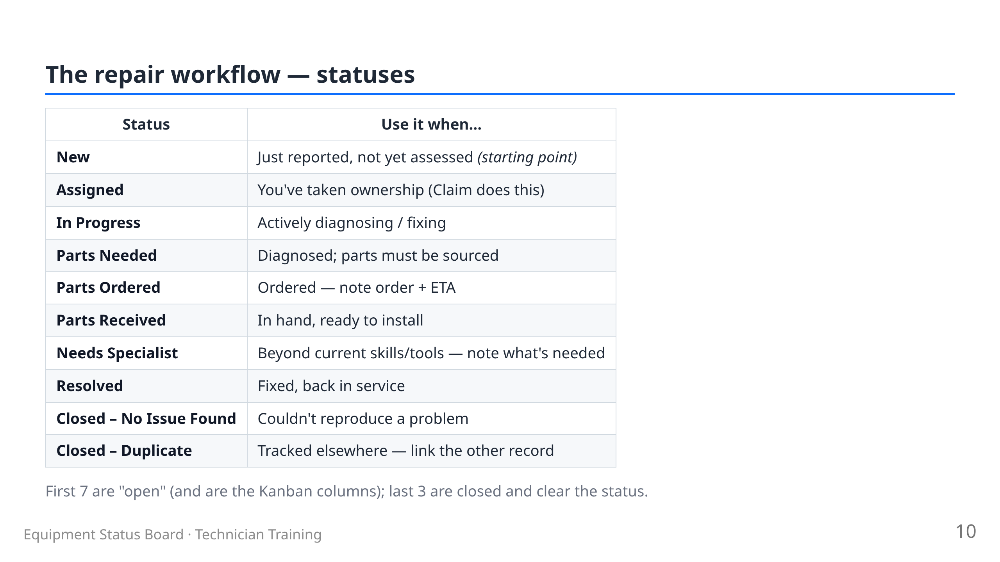 The repair workflow — statuses
Status Use it when…
New Just reported, not yet assessed (starting point)
Assigned You've taken ownership (Claim does this)
In Progress Actively diagnosing / fixing
Parts Needed Diagnosed; parts must be sourced
Parts Ordered Ordered — note order + ETA
Parts Received In hand, ready to install
Needs Specialist Beyond current skills/tools — note what's needed
Resolved Fixed, back in service
Closed – No Issue Found Couldn't reproduce a problem
Closed – Duplicate Tracked elsewhere — link the other record
First 7 are "open" (and are the Kanban columns); last 3 are closed and clear the status.
Equipment Status Board · Technician Training
10